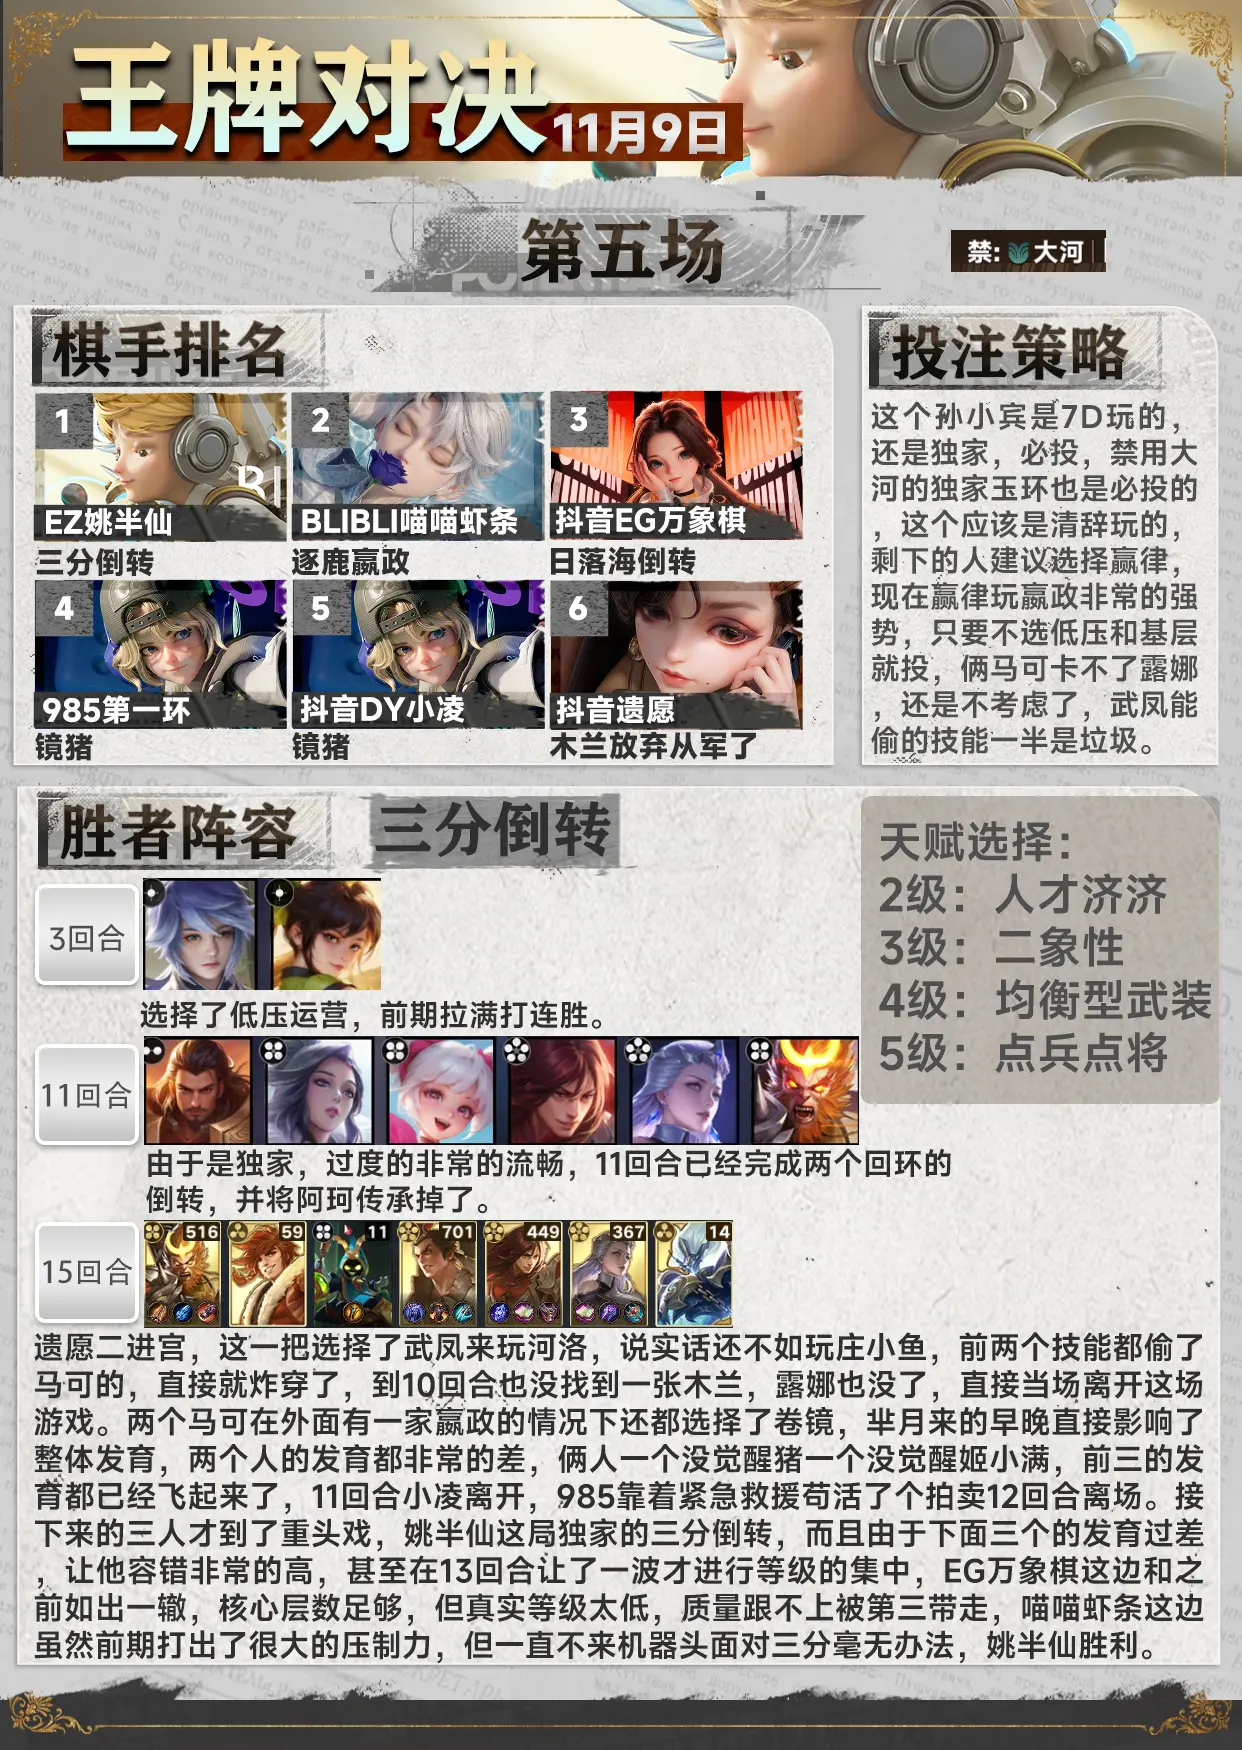 王牌对决
11月9日
第五场
禁:大河
棋手排名
1
2
3
EZ姚半仙
BLIBLI喵喵虾条
抖音EG万象棋
三分倒转
逐鹿嬴政
日落海倒转
4
5
6
985第一环
抖音DY小凌
抖音遗愿
镜猪
镜猪
木兰放弃从军了
投注策略
这个孙小宾是7D玩的，
还是独家，必投，禁用大
河的独家玉环也是必投的
，这个应该是清辞玩的，
剩下的人建议选择赢律，
现在赢律玩嬴政非常的强
势，只要不选低压和基层
就投，俩马可卡不了露娜
，还是不考虑了，武凤能
偷的技能一半是垃圾。
胜者阵容
三分倒转
天赋选择：
2级：人才济济
3级：二象性
4级：均衡型武装
5级：点兵点将
3回合
选择了低压运营，前期拉满打连胜。
11回合
由于是独家，过度的非常的流畅，11回合已经完成两个回环的
倒转，并将阿珂传承掉了。
15回合
516
59
11
701
449
367
14
遗愿二进宫，这一把选择了武凤来玩河洛，说实话还不如玩庄小鱼，前两个技能都偷了
马可的，直接就炸穿了，到10回合也没找到一张木兰，露娜也没了，直接当场离开这场
游戏。两个马可在外面有一家嬴政的情况下还都选择了卷镜，芈月来的早晚直接影响了
整体发育，两个人的发育都非常的差，俩人一个没觉醒猪一个没觉醒姬小满，前三的发
育都已经飞起来了，11回合小凌离开，985靠着紧急救援苟活了个拍卖12回合离场。接
下来的三人才到了重头戏，姚半仙这局独家的三分倒转，而且由于下面三个的发育过差
，让他容错非常的高，甚至在13回合让了一波才进行等级的集中，EG万象棋这边和之
前如出一辙，核心层数足够，但真实等级太低，质量跟不上被第三带走，喵喵虾条这边
虽然前期打出了很大的压制力，但一直不来机器头面对三分毫无办法，姚半仙胜利。